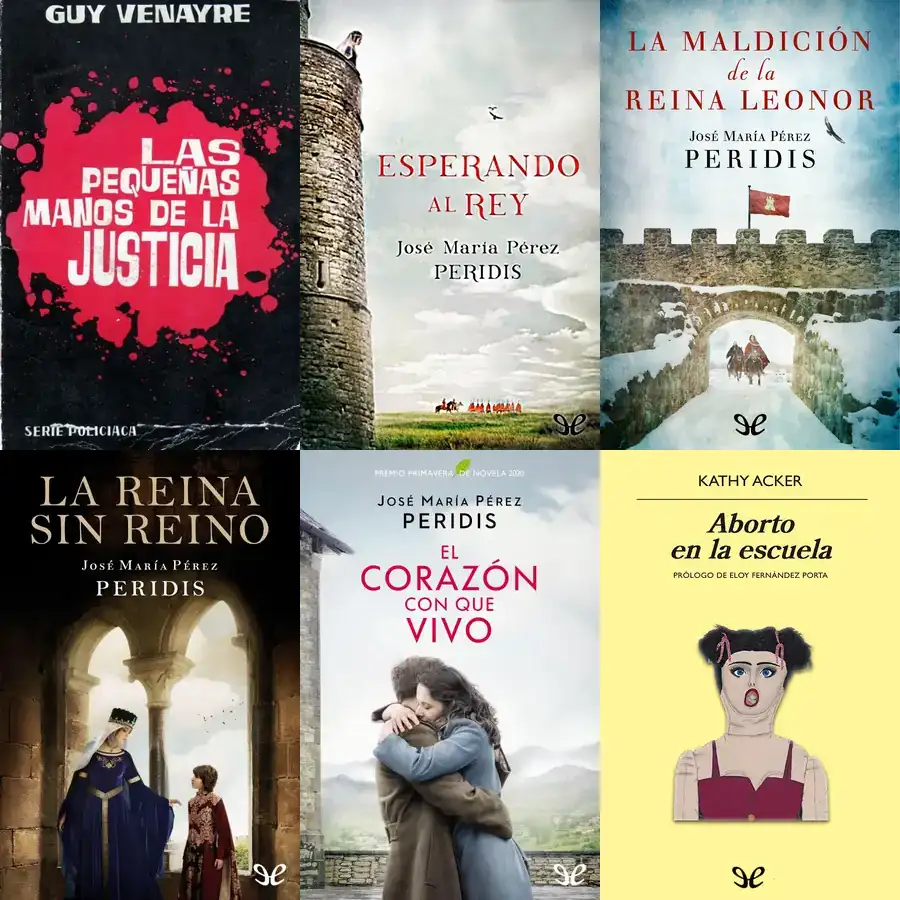 GUY VENAYRE
LAS
PEQUEÑAS
MANOS DE LA
JUSTICIA
SERIE POLICIACA
ESPERANDO
AL REY
José María Pérez
PERIDIS
LA MALDICIÓN
de la
REINA LEONOR
José María Pérez
PERIDIS
LA REINA
SIN REINO
José María Pérez
PERIDIS
PREMIO PRIMAVERA DE NOVELA 2020
José María Pérez
PERIDIS
EL
CORAZÓN
CON QUE
VIVO
KATHY ACKER
Aborto
en la escuela
PRÓLOGO DE ELOY FERNÁNDEZ PORTA